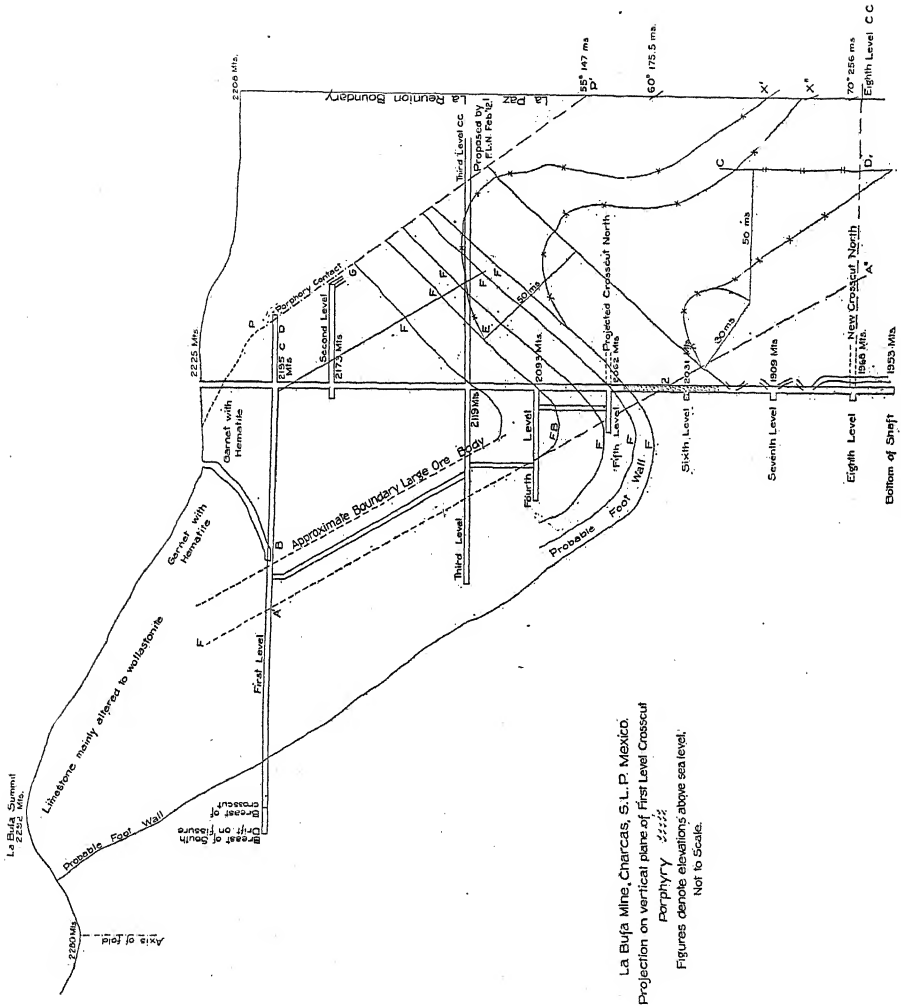 La Bufa Summit
2292 Mts.
2280 Mts
Axis of fold
Probable Foot Wall
Limestone mainly altered to wollastonite
Garnet with
Hematite
Garnet with
Hematite
2225 Mts.
2208 Mts.
La Reunion Boundary
La Paz
P
Porphory Contact
Breast of South
Drift on fissure
Breast of
crosscut
First Level
A'
B
F
2195 C
Mts
D
Second Level
2173 Mts
G
Approximate Boundary Large Ore Body
Third Level
2119 Mts
Third Level CC
Proposed by
F.L.N. Feb'12
55° 147 ms
P'
60° 175.5 ms.
70° 256 ms
X'
X"
Eighth Level C C
F
F
F
F
F
E
50 ms
Fourth
Level
2093 Mts
F.B
F
F
F
Probable Foot Wall
Fifth Level
2062 Mts
Projected Crosscut North
2
Sixth Level
2031 Mts
Seventh Level
1909 Mts
Eighth Level
1968 Mts.
New Crosscut North
1953 Mts
Bottom of Shaft
30 ms
50 ms
C
D,
A"
La Bufa Mine, Charcas, S.L.P. Mexico.
Projection on vertical plane of First Level Crosscut
Porphyry
Figures denote elevations above sea level,
Not to Scale.